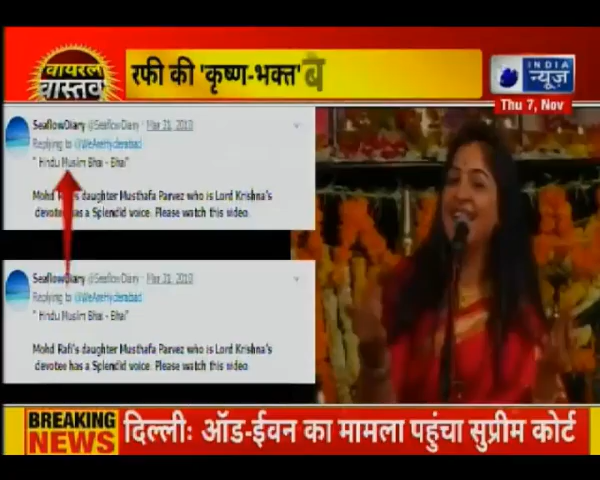 वायरल
वास्तव
रफी की 'कृष्ण-भक्त' ब
INDIA
न्यूज़
Thu 7, Nov
SeaflowDiary @SeaflowDiary · Mar 31, 2013
Replying to @WeAreHyderabad
" Hindu Muslim Bhai - Bhai"
Mohd Rafi's daughter Musthafa Parvez who is Lord Krishna's
devotee has a Splendid voice. Please watch this video.
SeaflowDiary @SeaflowDiary · Mar 31, 2013
Replying to @WeAreHyderabad
" Hindu Muslim Bhai - Bhai"
Mohd Rafi's daughter Musthafa Parvez who is Lord Krishna's
devotee has a Splendid voice. Please watch this video.
BREAKING
NEWS
दिल्लीः ऑड-ईवन का मामला पहुंचा सुप्रीम कोर्ट